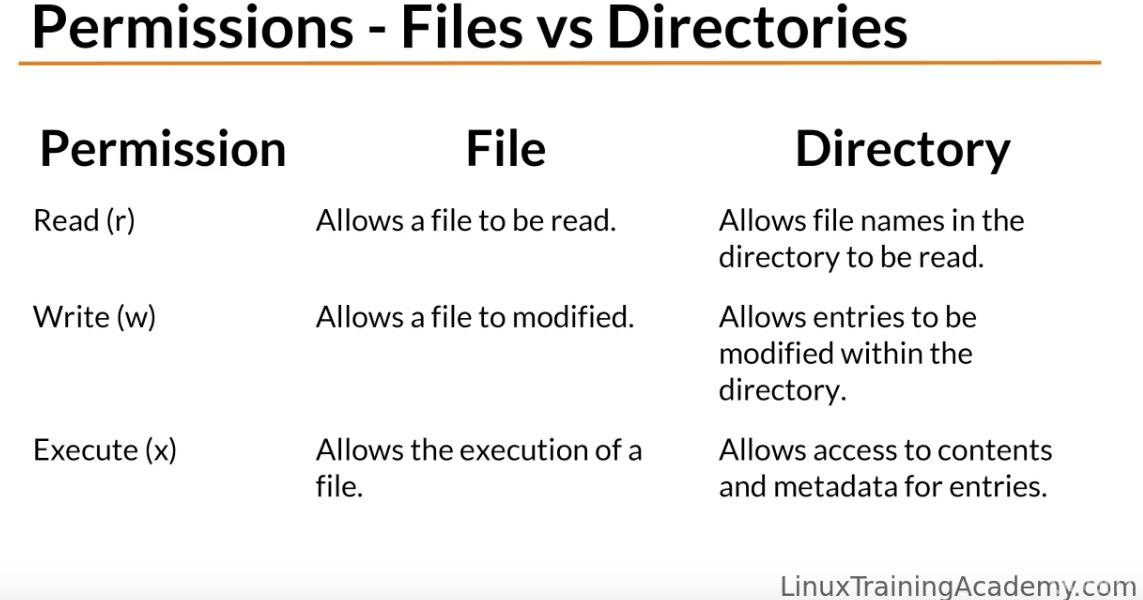 Permissions - Files vs Directories
Permission File Directory
Read (r) Allows a file to be read. Allows file names in the
directory to be read.
Write (w) Allows a file to modified. Allows entries to be
modified within the
directory.
Execute (x) Allows the execution of a Allows access to contents
file. and metadata for entries.
LinuxTrainingAcademy.com